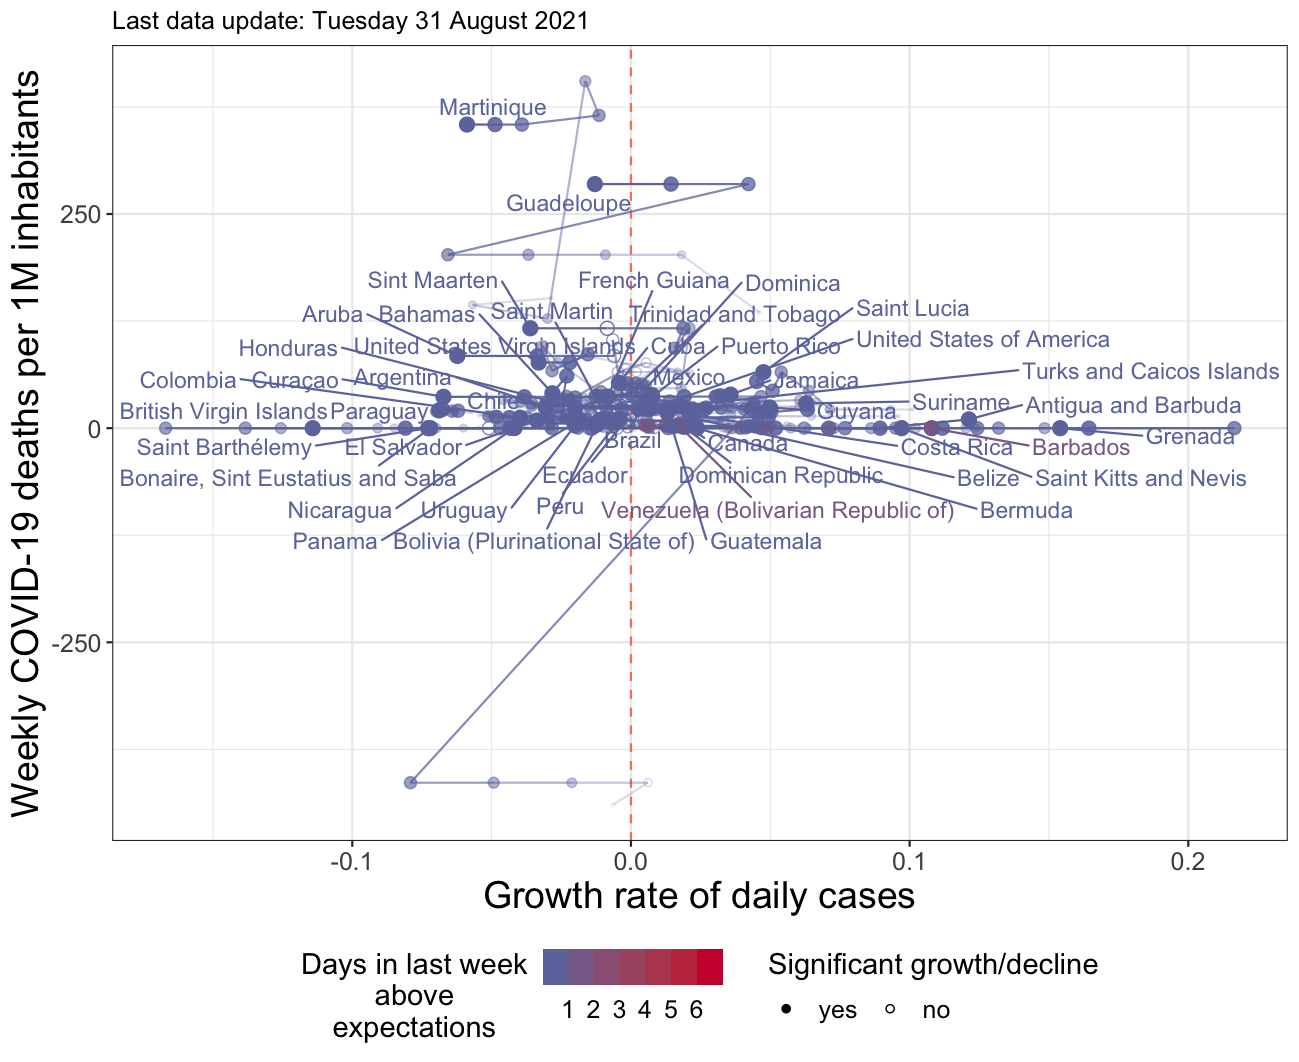 Last data update: Tuesday 31 August 2021
Weekly COVID-19 deaths per 1M inhabitants
250
0
-250
Martinique
Guadeloupe
Sint Maarten
French Guiana
Dominica
Aruba
Bahamas
Saint Martin
Trinidad and Tobago
Saint Lucia
Honduras
United States Virgin Islands
Cuba
Puerto Rico
United States of America
Colombia
Curaçao
Argentina
Mexico
Jamaica
Turks and Caicos Islands
British Virgin Islands
Paraguay
Chile
Guyana
Suriname
Antigua and Barbuda
Saint Barthélemy
El Salvador
Brazil
Canada
Costa Rica
Barbados
Grenada
Bonaire, Sint Eustatius and Saba
Ecuador
Dominican Republic
Belize
Saint Kitts and Nevis
Nicaragua
Uruguay
Peru
Venezuela (Bolivarian Republic of)
Bermuda
Panama
Bolivia (Plurinational State of)
Guatemala
-0.1
0.0
0.1
0.2
Growth rate of daily cases
Days in last week
above
expectations
1 2 3 4 5 6
Significant growth/decline
yes
no